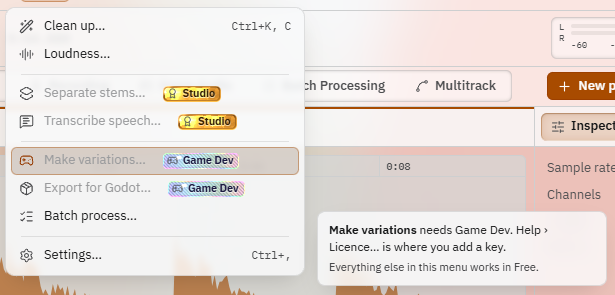 Clean up... Ctrl+K, C
Loudness...
Separate stems... Studio
Transcribe speech... Studio
Make variations... Game Dev
Export for Godot... Game Dev
Batch process...
Settings... Ctrl+,
Processing
Multitrack
+ New
L
R
-60
Inspect
0:08
Sample rate
Channels
Make variations needs Game Dev. Help ›
Licence... is where you add a key.
Everything else in this menu works in Free.